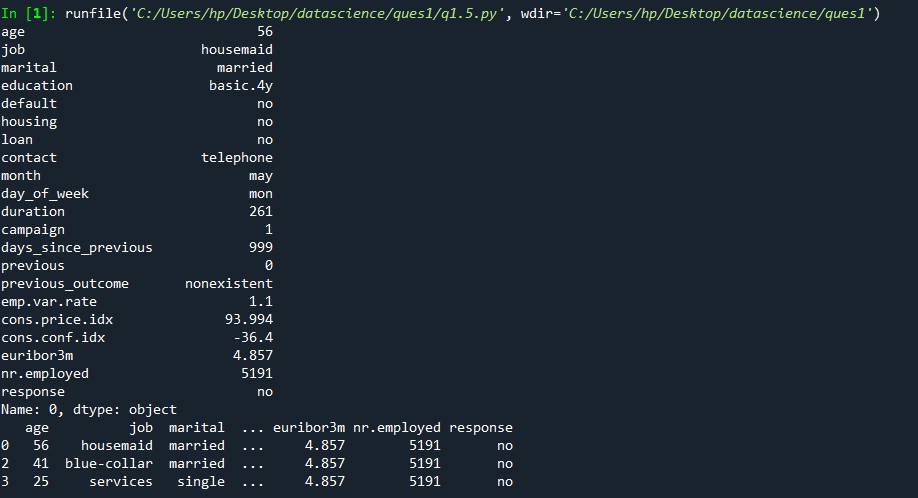 In [1]: runfile('C:/Users/hp/Desktop/datascience/ques1/q1.5.py', wdir='C:/Users/hp/Desktop/datascience/ques1')
age 56
job housemaid
marital married
education basic.4y
default no
housing no
loan no
contact telephone
month may
day_of_week mon
duration 261
campaign 1
days_since_previous 999
previous 0
previous_outcome nonexistent
emp.var.rate 1.1
cons.price.idx 93.994
cons.conf.idx -36.4
euribor3m 4.857
nr.employed 5191
response no
Name: 0, dtype: object
age job marital ... euribor3m nr.employed response
0 56 housemaid married ... 4.857 5191 no
2 41 blue-collar married ... 4.857 5191 no
3 25 services single ... 4.857 5191 no